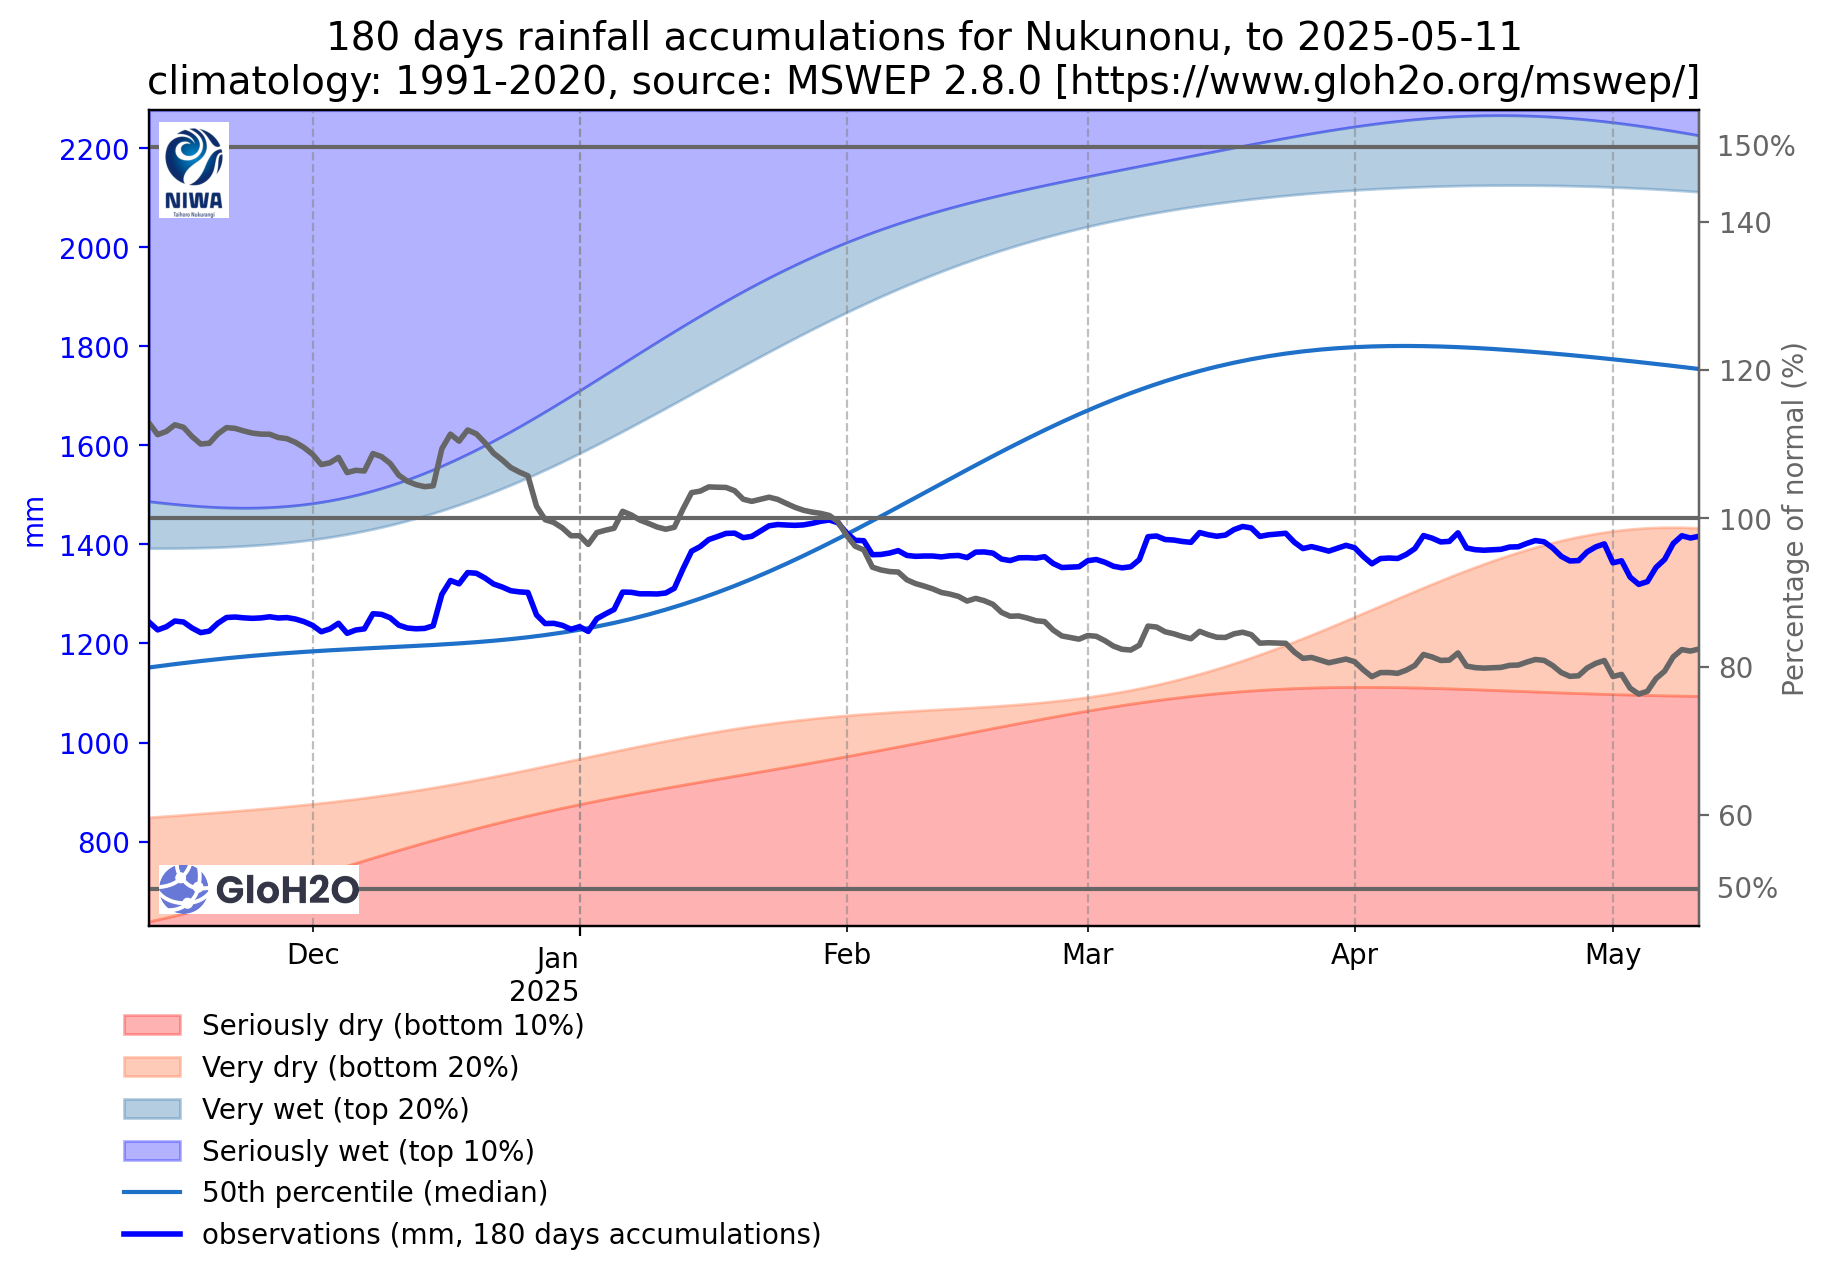 180 days rainfall accumulations for Nukunonu, to 2025-05-11
climatology: 1991-2020, source: MSWEP 2.8.0 [https://www.gloh2o.org/mswep/]
NIWA
Taihoro Nukurangi
2200
2000
1800
1600
1400
1200
1000
800
mm
150%
140
120
100
80
60
50%
Percentage of normal (%)
GloH2O
Dec
Jan
2025
Feb
Mar
Apr
May
Seriously dry (bottom 10%)
Very dry (bottom 20%)
Very wet (top 20%)
Seriously wet (top 10%)
50th percentile (median)
observations (mm, 180 days accumulations)